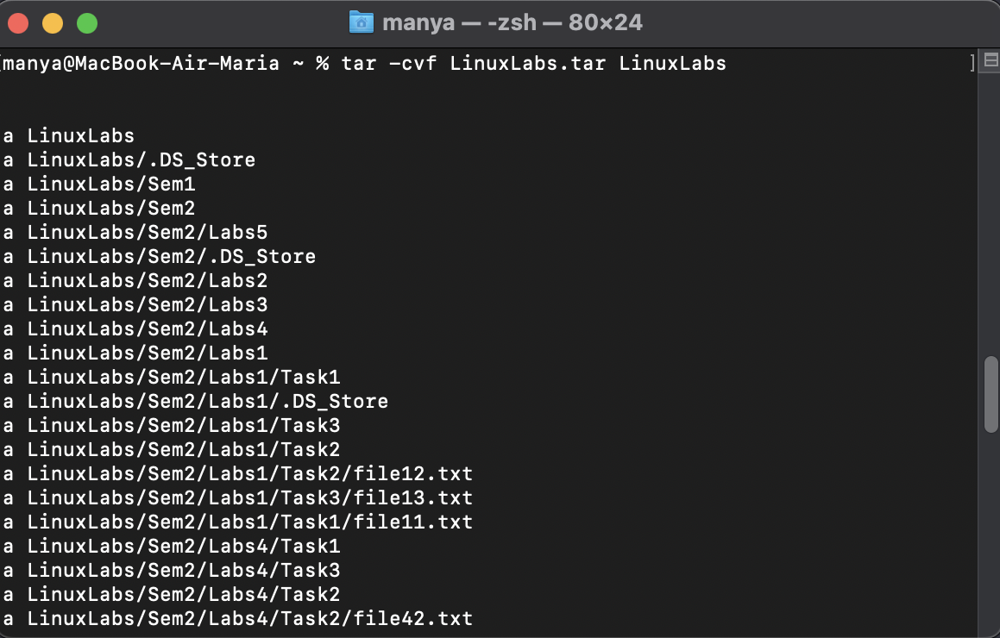 manya — -zsh — 80×24
[manya@MacBook-Air-Maria ~ % tar -cvf LinuxLabs.tar LinuxLabs ]
a LinuxLabs
a LinuxLabs/.DS_Store
a LinuxLabs/Sem1
a LinuxLabs/Sem2
a LinuxLabs/Sem2/Labs5
a LinuxLabs/Sem2/.DS_Store
a LinuxLabs/Sem2/Labs2
a LinuxLabs/Sem2/Labs3
a LinuxLabs/Sem2/Labs4
a LinuxLabs/Sem2/Labs1
a LinuxLabs/Sem2/Labs1/Task1
a LinuxLabs/Sem2/Labs1/.DS_Store
a LinuxLabs/Sem2/Labs1/Task3
a LinuxLabs/Sem2/Labs1/Task2
a LinuxLabs/Sem2/Labs1/Task2/file12.txt
a LinuxLabs/Sem2/Labs1/Task3/file13.txt
a LinuxLabs/Sem2/Labs1/Task1/file11.txt
a LinuxLabs/Sem2/Labs4/Task1
a LinuxLabs/Sem2/Labs4/Task3
a LinuxLabs/Sem2/Labs4/Task2
a LinuxLabs/Sem2/Labs4/Task2/file42.txt